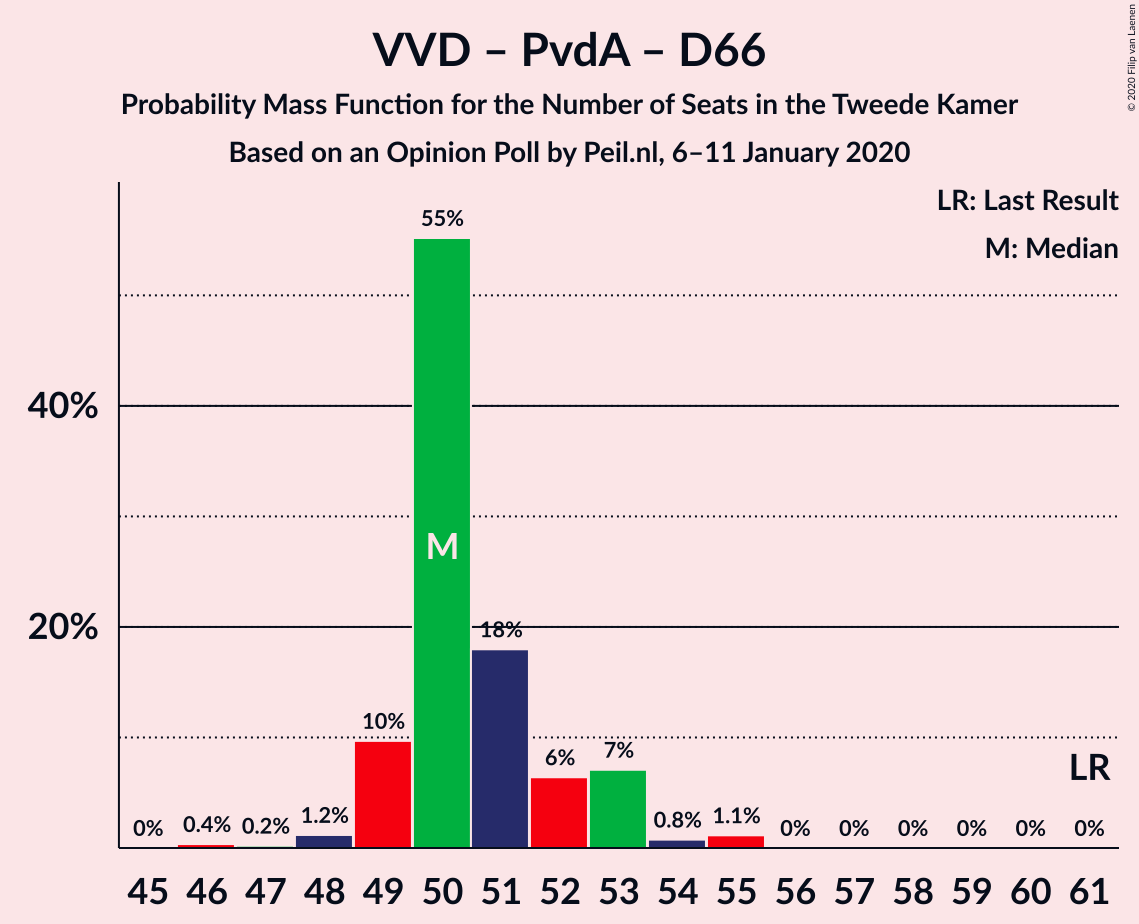 VVD – PvdA – D66
Probability Mass Function for the Number of Seats in the Tweede Kamer
Based on an Opinion Poll by Peil.nl, 6–11 January 2020
© 2020 Filip van Laenen
LR: Last Result
M: Median
40%
20%
0%
0.4%
0.2%
1.2%
10%
55%
18%
6%
7%
0.8%
1.1%
0%
0%
0%
0%
0%
0%
M
LR
45 46 47 48 49 50 51 52 53 54 55 56 57 58 59 60 61